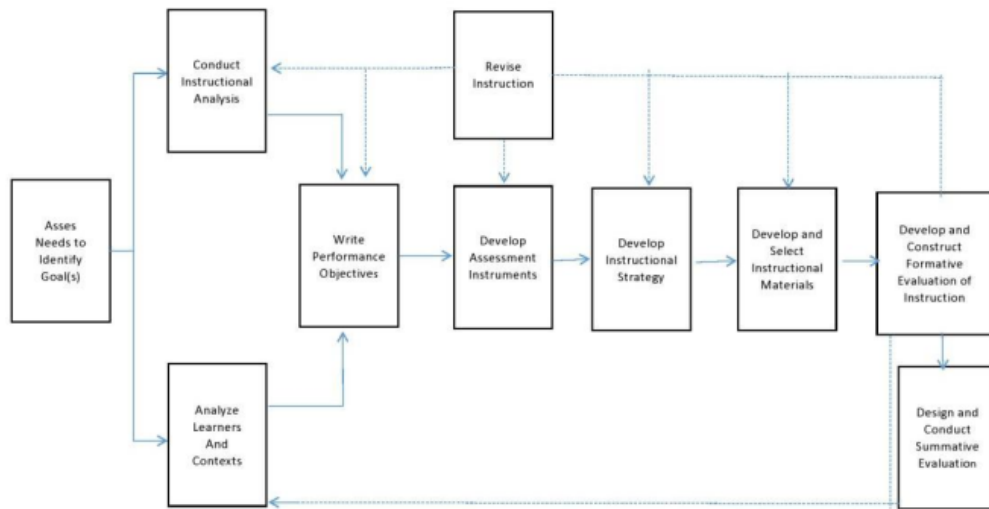 Conduct
Instructional
Analysis
Revise
Instruction
Asses
Needs to
Identify
Goal(s)
Write
Performance
Objectives
Develop
Assessment
Instruments
Develop
Instructional
Strategy
Develop and
Select
Instructional
Materials
Develop and
Construct
Formative
Evaluation of
Instruction
Analyze
Learners
And
Contexts
Design and
Conduct
Summative
Evaluation